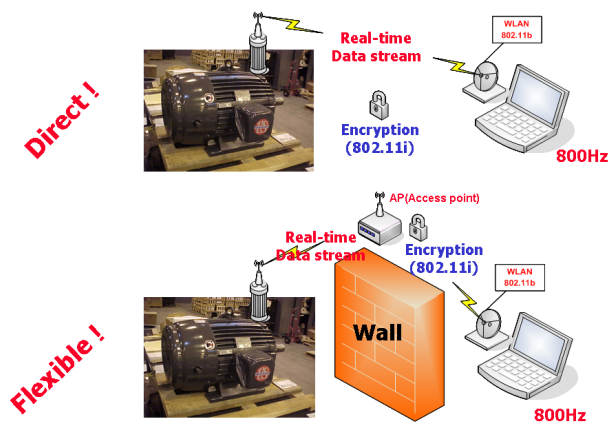 Direct !
Real-time
Data stream
WLAN
802.11b
Encryption
(802.11i)
800Hz
Flexible !
AP(Access point)
Real-time
Data stream
Encryption
(802.11i)
WLAN
802.11b
Wall
800Hz